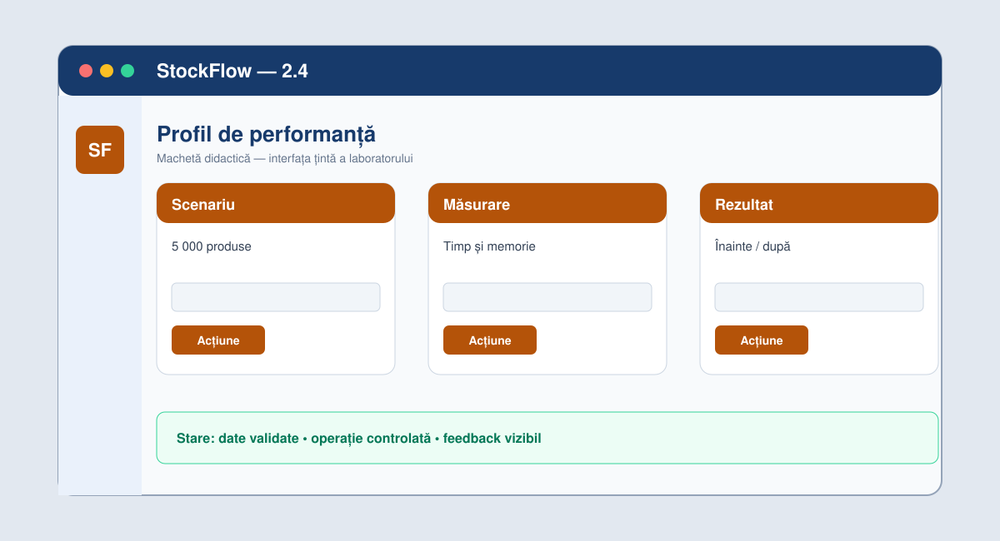 StockFlow — 2.4
SF
Profil de performanță
Machetă didactică — interfața țintă a laboratorului
Scenariu
5 000 produse
Acțiune
Măsurare
Timp și memorie
Acțiune
Rezultat
Înainte / după
Acțiune
Stare: date validate • operație controlată • feedback vizibil